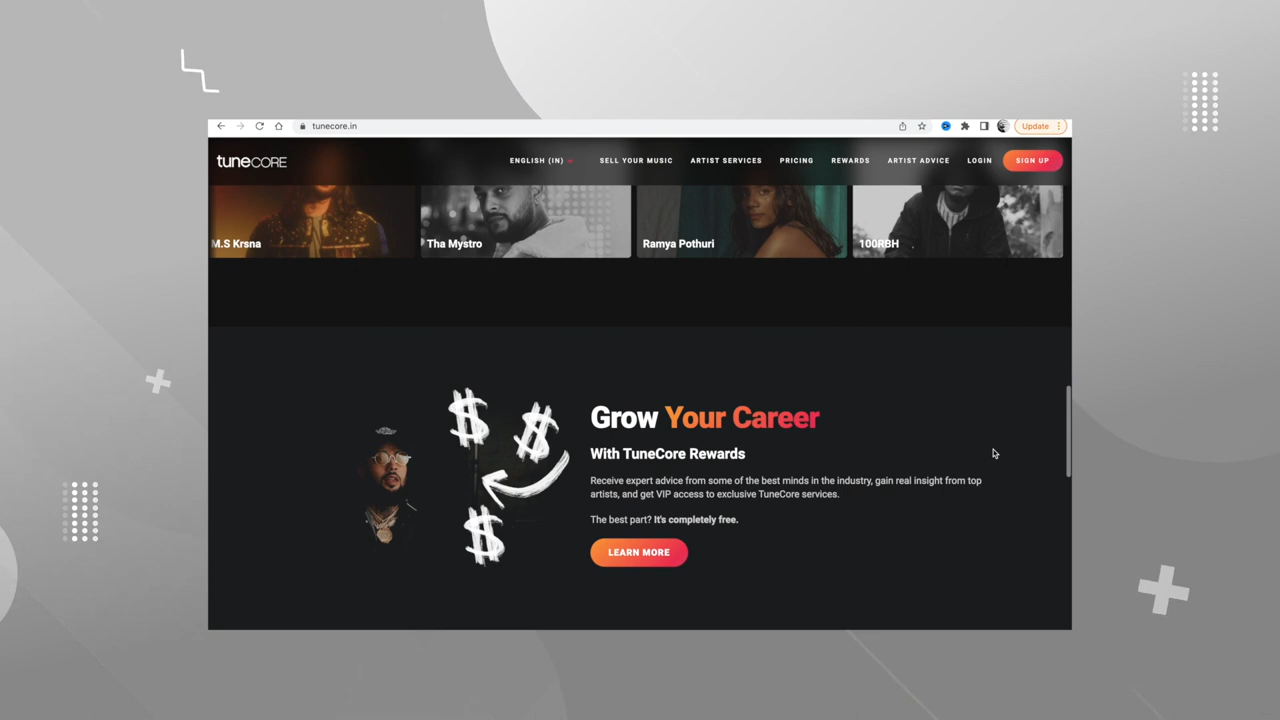 tunecore.in
Update
tuneCORE
ENGLISH (IN)
SELL YOUR MUSIC
ARTIST SERVICES
PRICING
REWARDS
ARTIST ADVICE
LOGIN
SIGN UP
M.S Krsna
Tha Mystro
Ramya Pothuri
100RBH
$ $
$
Grow Your Career
With TuneCore Rewards
Receive expert advice from some of the best minds in the industry, gain real insight from top
artists, and get VIP access to exclusive TuneCore services.
The best part? It's completely free.
LEARN MORE